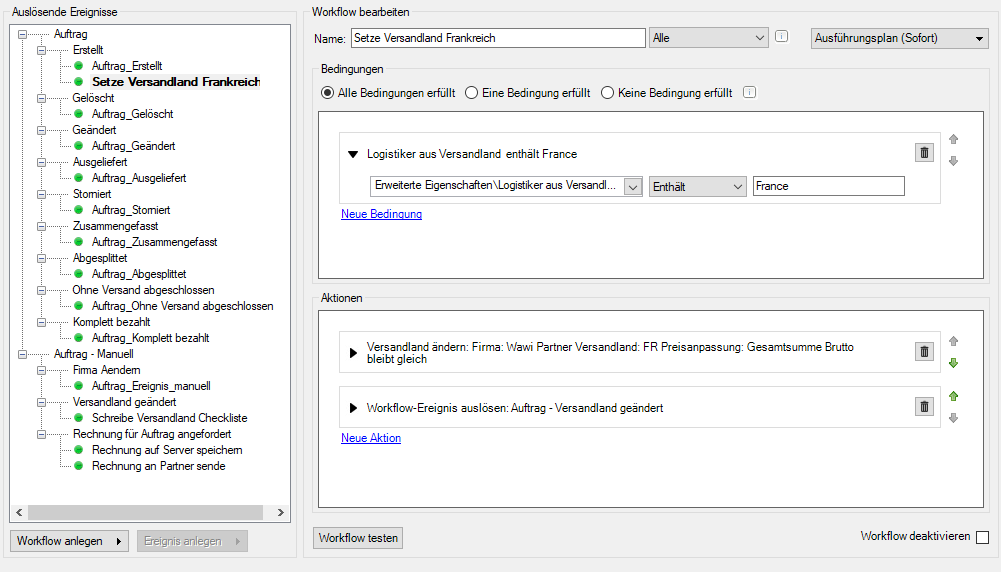 Auslösende Ereignisse
Auftrag
Erstellt
Auftrag_Erstellt
Setze Versandland Frankreich
Gelöscht
Auftrag_Gelöscht
Geändert
Auftrag_Geändert
Ausgeliefert
Auftrag_Ausgeliefert
Storniert
Auftrag_Storniert
Zusammengefasst
Auftrag_Zusammengefasst
Abgesplittet
Auftrag_Abgesplittet
Ohne Versand abgeschlossen
Auftrag_Ohne Versand abgeschlossen
Komplett bezahlt
Auftrag_Komplett bezahlt
Auftrag - Manuell
Firma Aendern
Auftrag_Ereignis_manuell
Versandland geändert
Schreibe Versandland Checkliste
Rechnung für Auftrag angefordert
Rechnung auf Server speichern
Rechnung an Partner sende
Workflow anlegen
Ereignis anlegen
Workflow bearbeiten
Name: Setze Versandland Frankreich Alle Ausführungsplan (Sofort)
Bedingungen
Alle Bedingungen erfüllt Eine Bedingung erfüllt Keine Bedingung erfüllt
Logistiker aus Versandland enthält France
Erweiterte Eigenschaften\Logistiker aus Versandl... Enthält France
Neue Bedingung
Aktionen
Versandland ändern: Firma: Wawi Partner Versandland: FR Preisanpassung: Gesamtsumme Brutto
bleibt gleich
Workflow-Ereignis auslösen: Auftrag - Versandland geändert
Neue Aktion
Workflow testen
Workflow deaktivieren